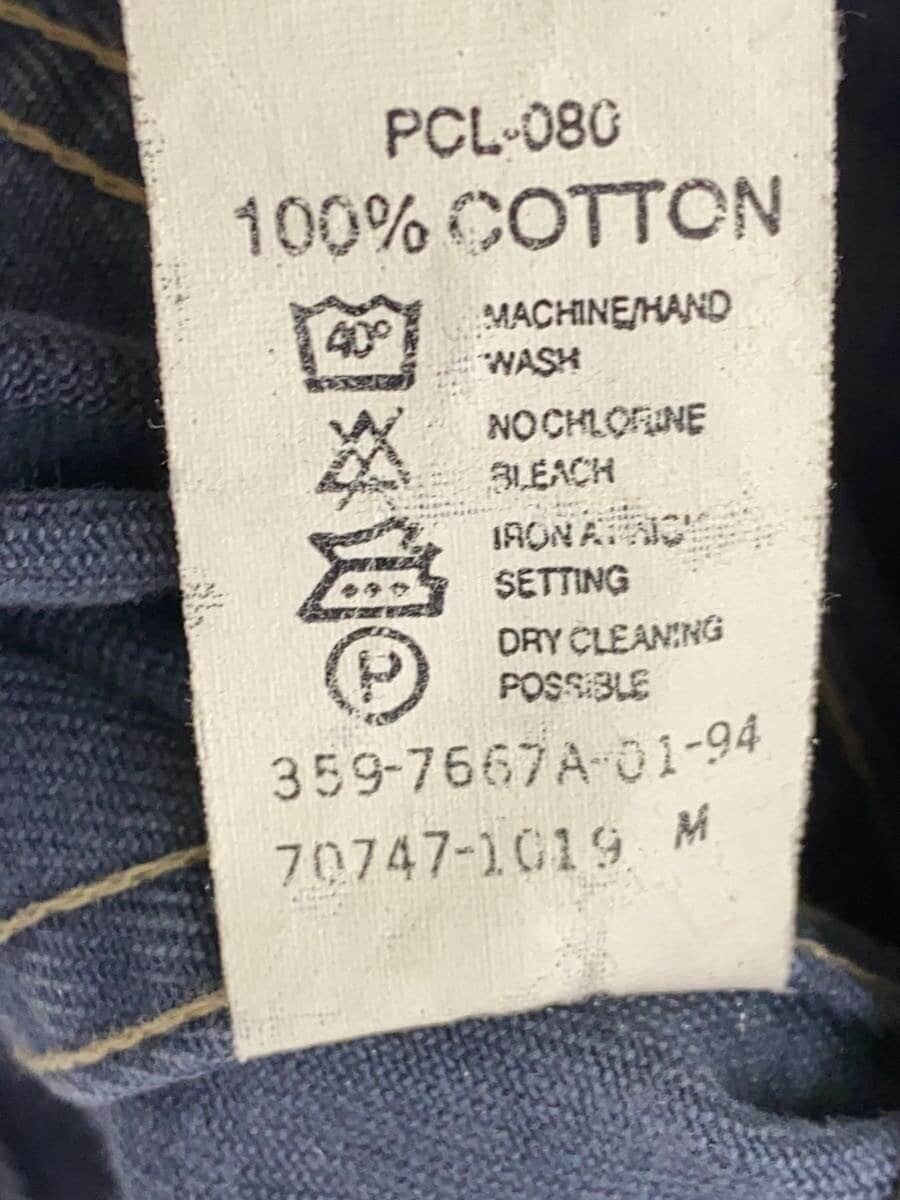 PCL-080
100% COTTON
40°
MACHINE/HAND
WASH
NO CHLORINE
BLEACH
IRON
SETTING
P
DRY CLEANING
POSSIBLE
359-7667A-01-94
70747-1019 M